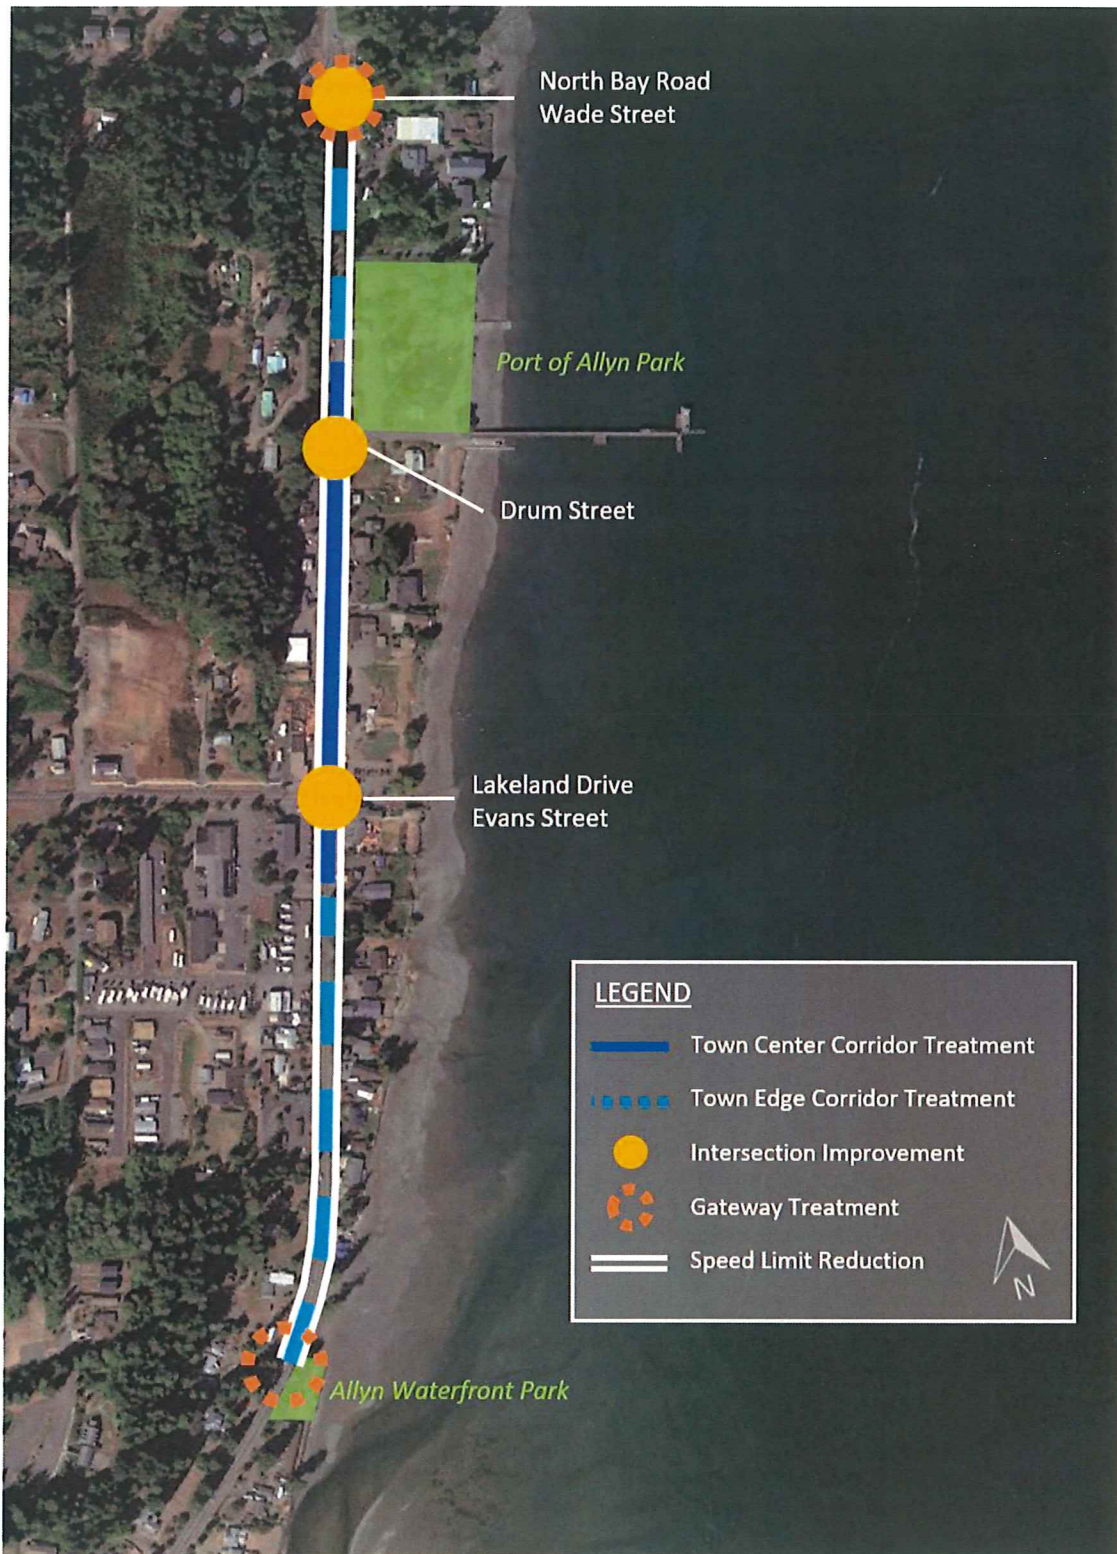 North Bay Road
Wade Street
Port of Allyn Park
Drum Street
Lakeland Drive
Evans Street
LEGEND
Town Center Corridor Treatment
Town Edge Corridor Treatment
Intersection Improvement
Gateway Treatment
Speed Limit Reduction
N
Allyn Waterfront Park